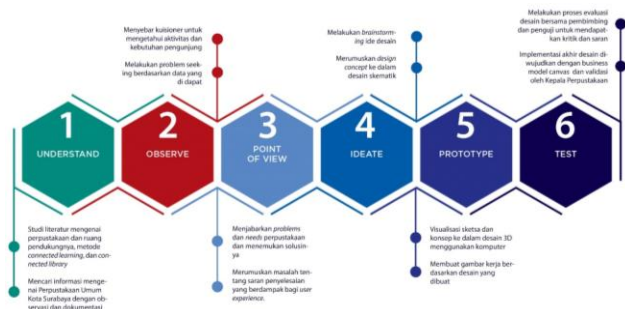 Menyebar kuisioner untuk
mengetahui aktivitas dan
kebutuhan pengunjung
Melakukan problem seek-
ing berdasarkan data yang
di dapat
Melakukan brainstorm-
ing ide desain
Merumuskan design
concept ke dalam
desain skematik
Melakukan proses evaluasi
desain bersama pembimbing
dan penguji untuk mendapat-
kan kritik dan saran
Implementasi akhir desain di-
wujudkan dengan business
model canvas dan validasi
oleh Kepala Perpustakaan
1
UNDERSTAND
2
OBSERVE
3
POINT
OF VIEW
4
IDEATE
5
PROTOTYPE
6
TEST
Studi literatur mengenai
perpustakaan dan ruang
pendukungnya, metode
connected learning, dan con-
nected library
Mencari informasi menge-
nai Perpustakaan Umum
Kota Surabaya dengan ob-
servasi dan dokumentasi
Menjabarkan problems
dan needs perpustakaan
dan menemukan solusin-
ya
Merumuskan masalah ten-
tang saran penyelesaian
yang berdampak bagi user
experience.
Visualisasi sketsa dan
konsep ke dalam desain 3D
menggunakan komputer
Membuat gambar kerja ber-
dasarkan desain yang
dibuat